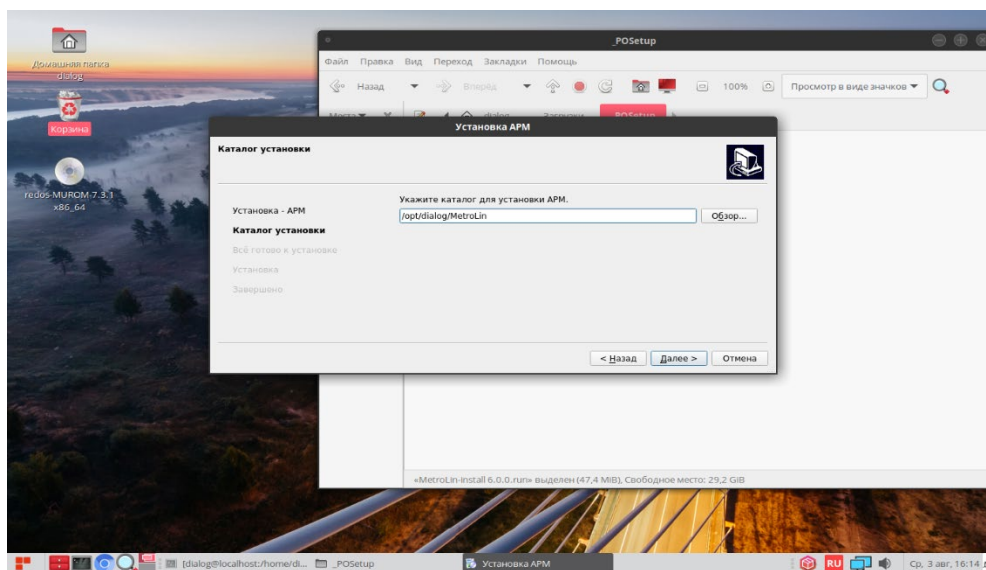 _POSetup
Файл Правка Вид Переход Закладки Помощь
Назад Вперёд 100% Просмотр в виде значков
Места dialog Загрузки _POSetup
Домашняя папка
dialog
Корзина
redos-MUROM-7.3.1
x86_64
Установка АРМ
Каталог установки
Укажите каталог для установки АРМ.
Установка - АРМ
/opt/dialog/MetroLin
Обзор...
Каталог установки
Всё готово к установке
Установка
Завершено
< Назад
Далее >
Отмена
«MetroLin-Install 6.0.0.run» выделен (47,4 MiB), Свободное место: 29,2 GiB
[dialog@localhost:/home/di...
_POSetup
Установка АРМ
RU
Ср, 3 авг, 16:14